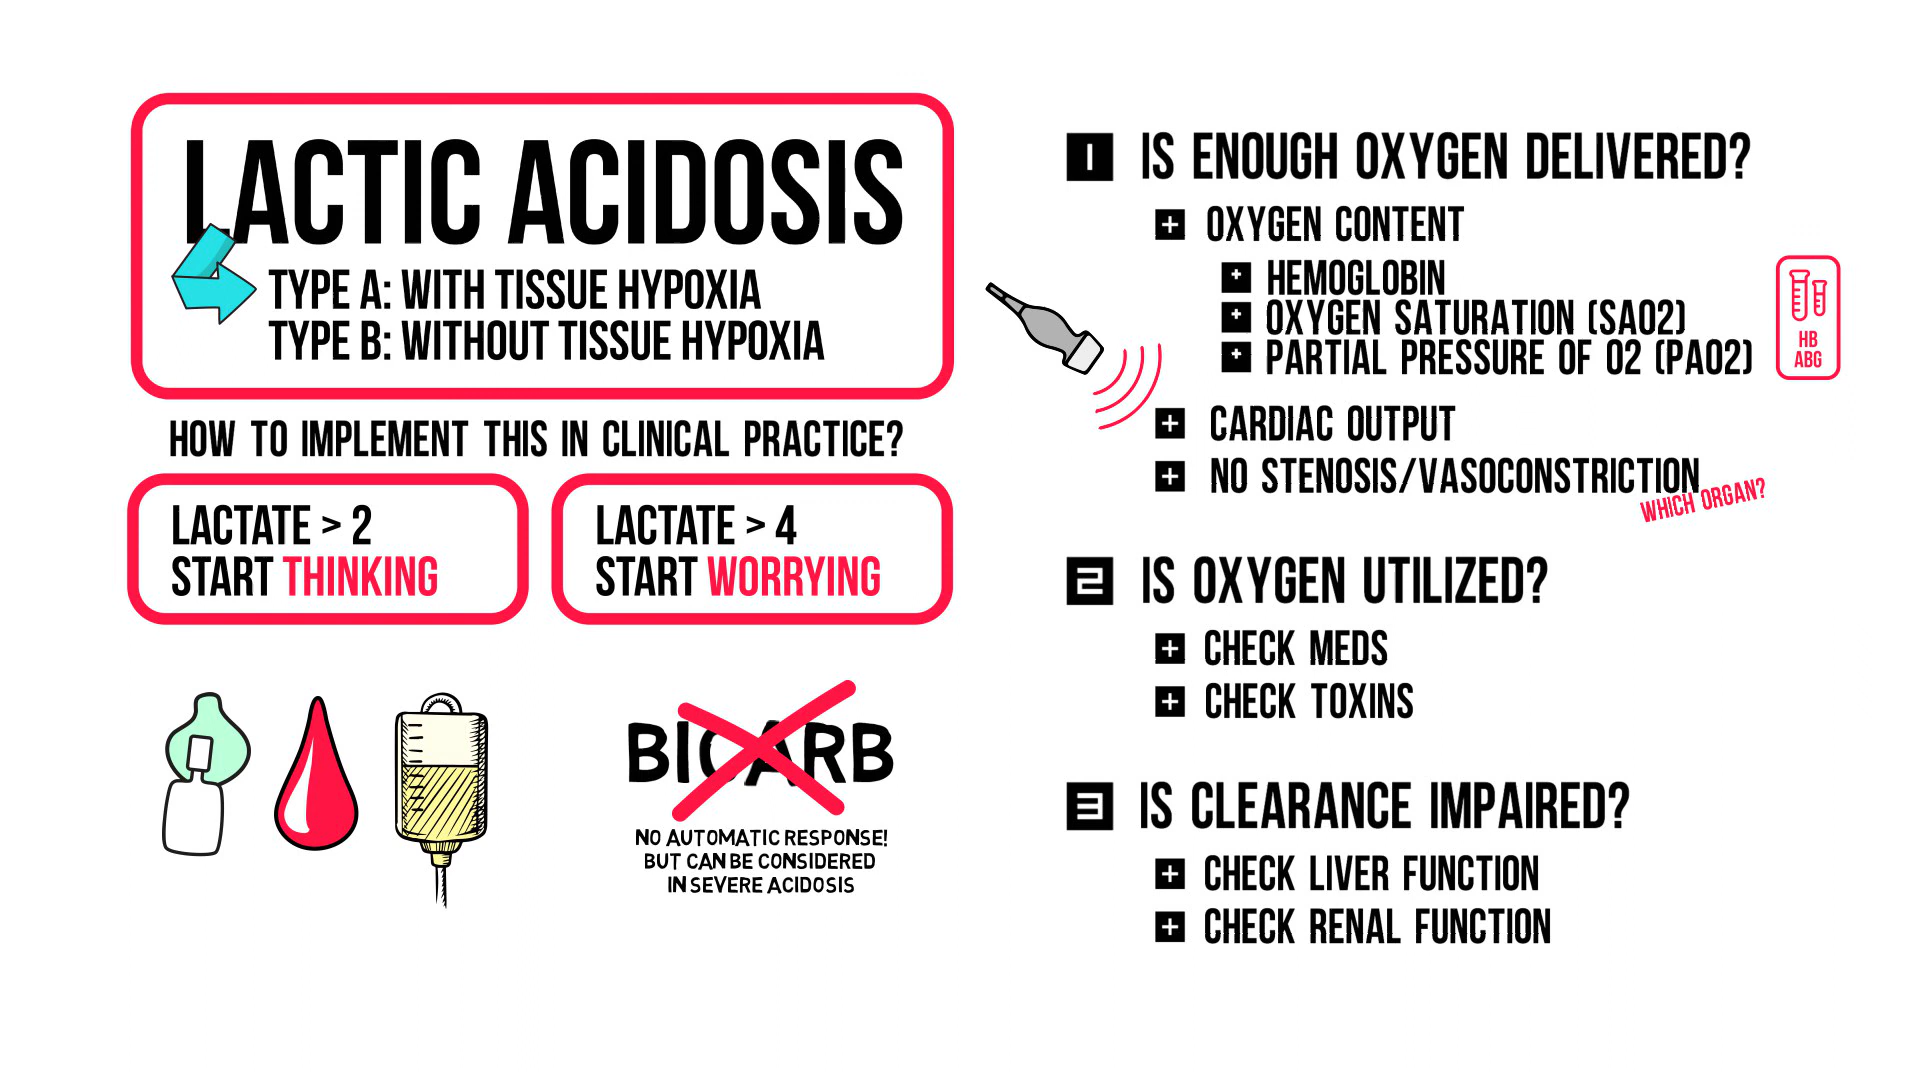 LACTIC ACIDOSIS
TYPE A: WITH TISSUE HYPOXIA
TYPE B: WITHOUT TISSUE HYPOXIA
HOW TO IMPLEMENT THIS IN CLINICAL PRACTICE?
LACTATE > 2
START THINKING
LACTATE > 4
START WORRYING
BICARB
NO AUTOMATIC RESPONSE!
BUT CAN BE CONSIDERED
IN SEVERE ACIDOSIS
1 IS ENOUGH OXYGEN DELIVERED?
+ OXYGEN CONTENT
+ HEMOGLOBIN
+ OXYGEN SATURATION (SAO2)
+ PARTIAL PRESSURE OF O2 (PAO2)
HB
ABG
+ CARDIAC OUTPUT
+ NO STENOSIS/VASOCONSTRICTION
WHICH ORGAN?
2 IS OXYGEN UTILIZED?
+ CHECK MEDS
+ CHECK TOXINS
3 IS CLEARANCE IMPAIRED?
+ CHECK LIVER FUNCTION
+ CHECK RENAL FUNCTION